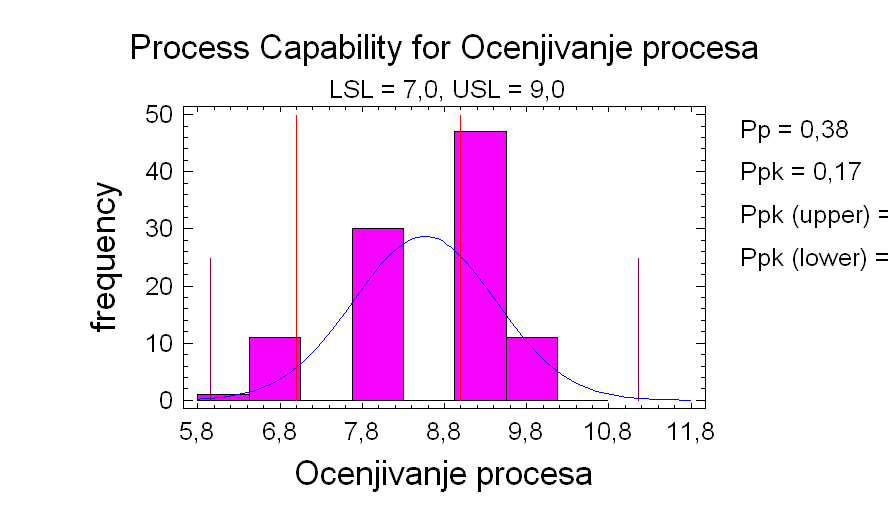 Process Capability for Ocenjivanje procesa
LSL = 7,0, USL = 9,0
50
40
30
20
10
0
frequency
5,8 6,8 7,8 8,8 9,8 10,8 11,8
Ocenjivanje procesa
Pp = 0,38
Ppk = 0,17
Ppk (upper) =
Ppk (lower) =